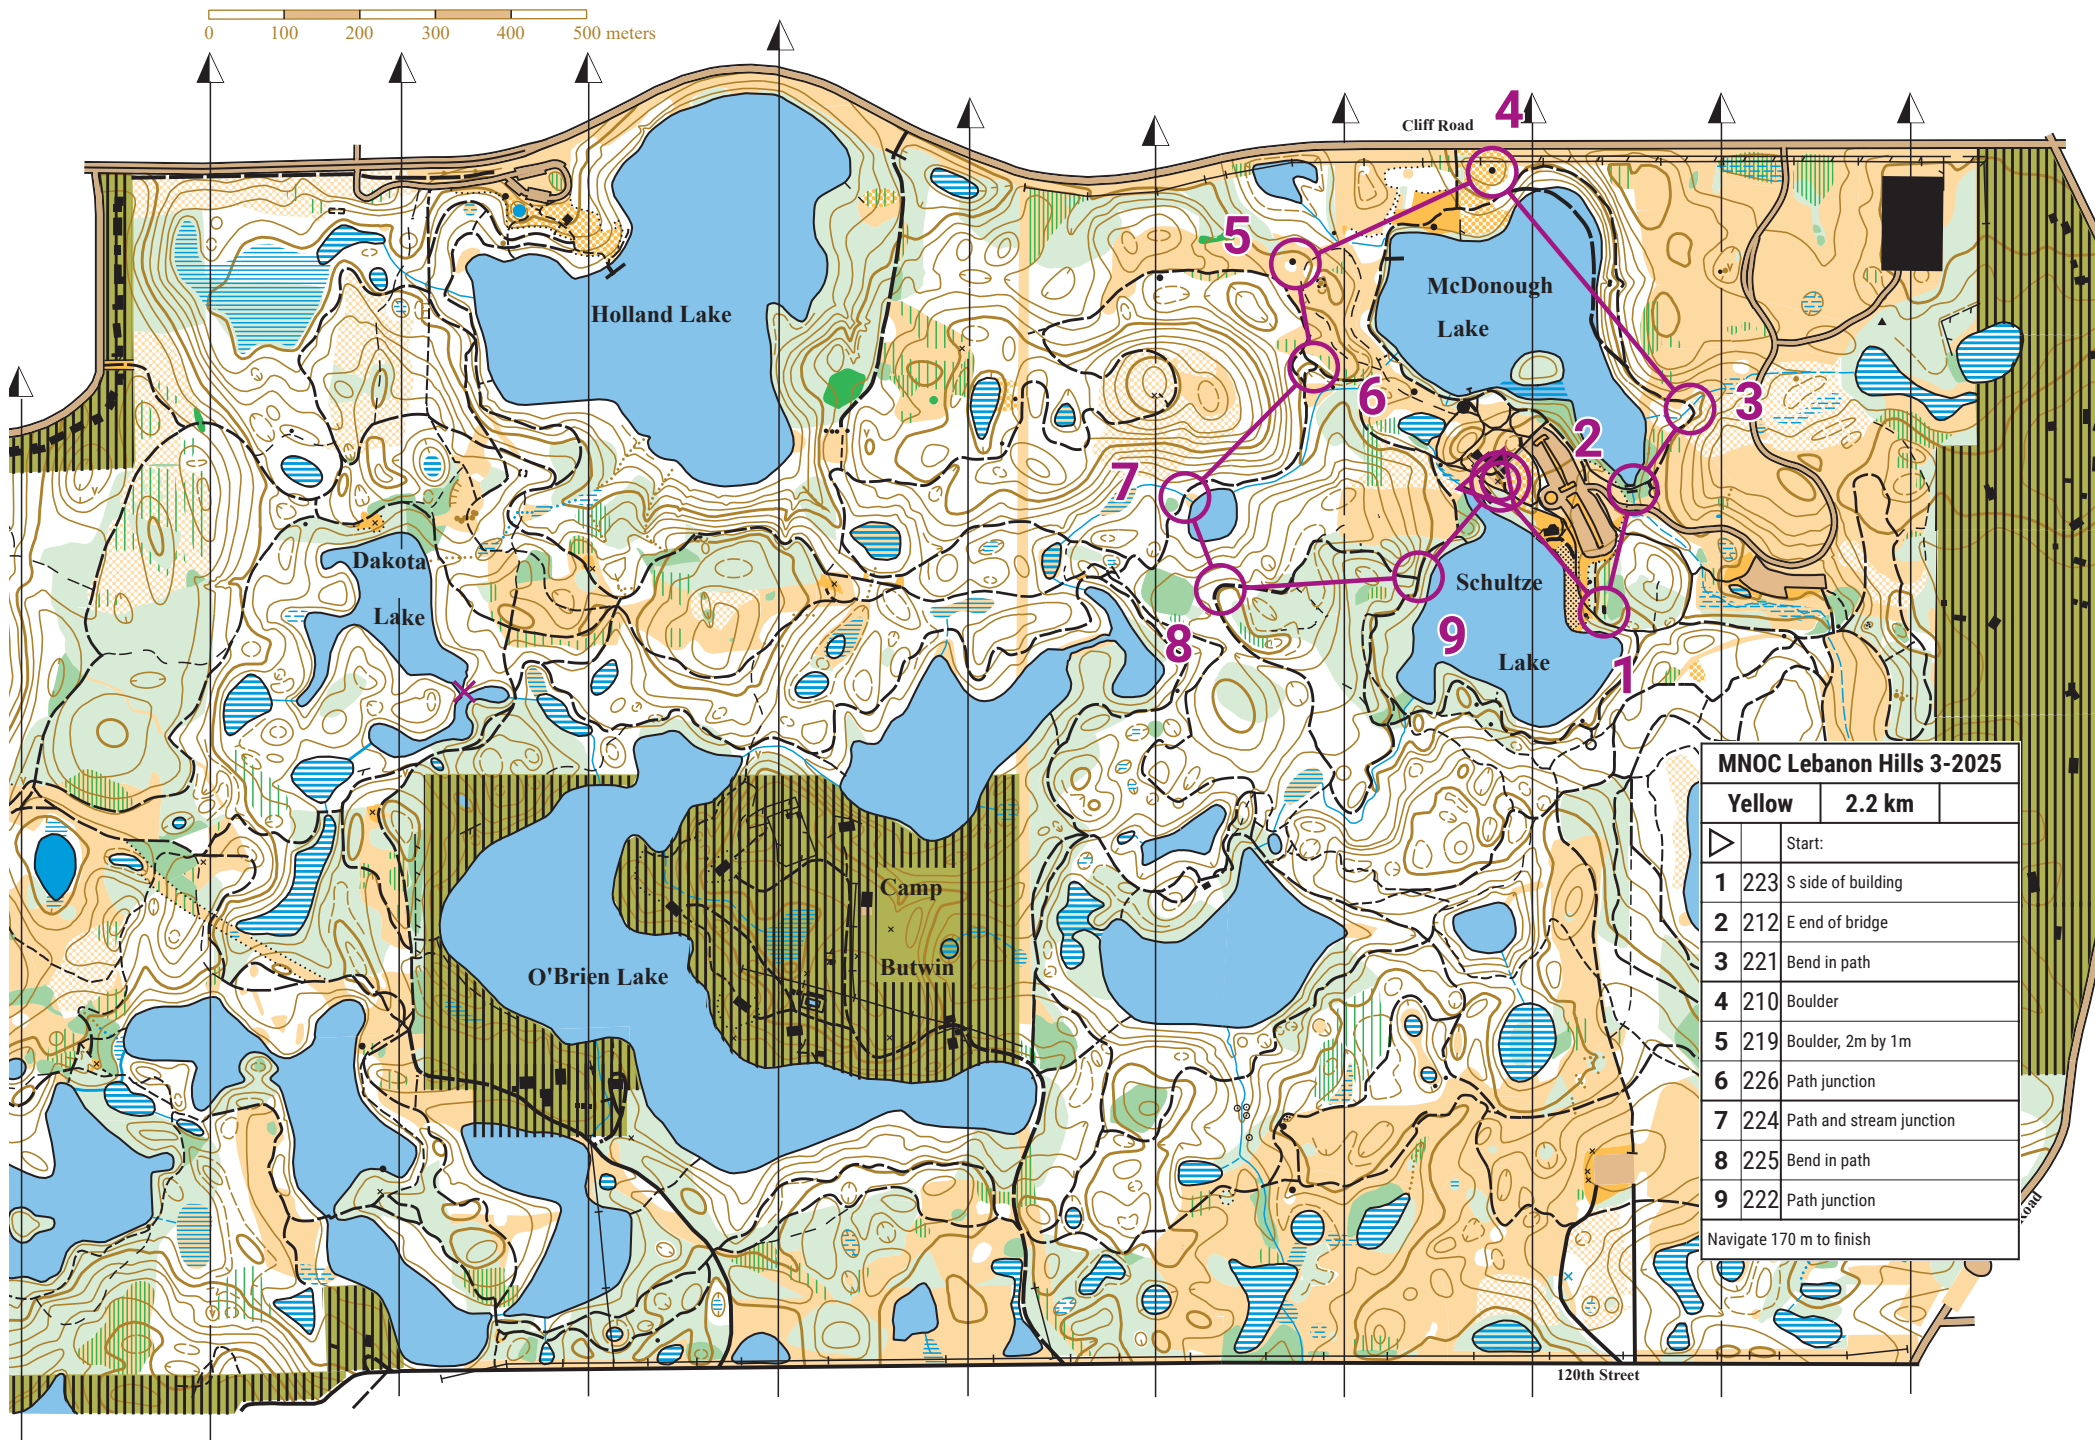 0 100 200 300 400 500 meters
4
Cliff Road
5
Holland Lake
McDonough
Lake
6
3
2
7
Dakota
Lake
Schultze
Lake
9
8
1
MNOC Lebanon Hills 3-2025
Yellow 2.2 km
Start:
1 223 S side of building
2 212 E end of bridge
3 221 Bend in path
4 210 Boulder
5 219 Boulder, 2m by 1m
6 226 Path junction
7 224 Path and stream junction
8 225 Bend in path
9 222 Path junction
Navigate 170 m to finish
Camp
Butwin
O'Brien Lake
Road
120th Street